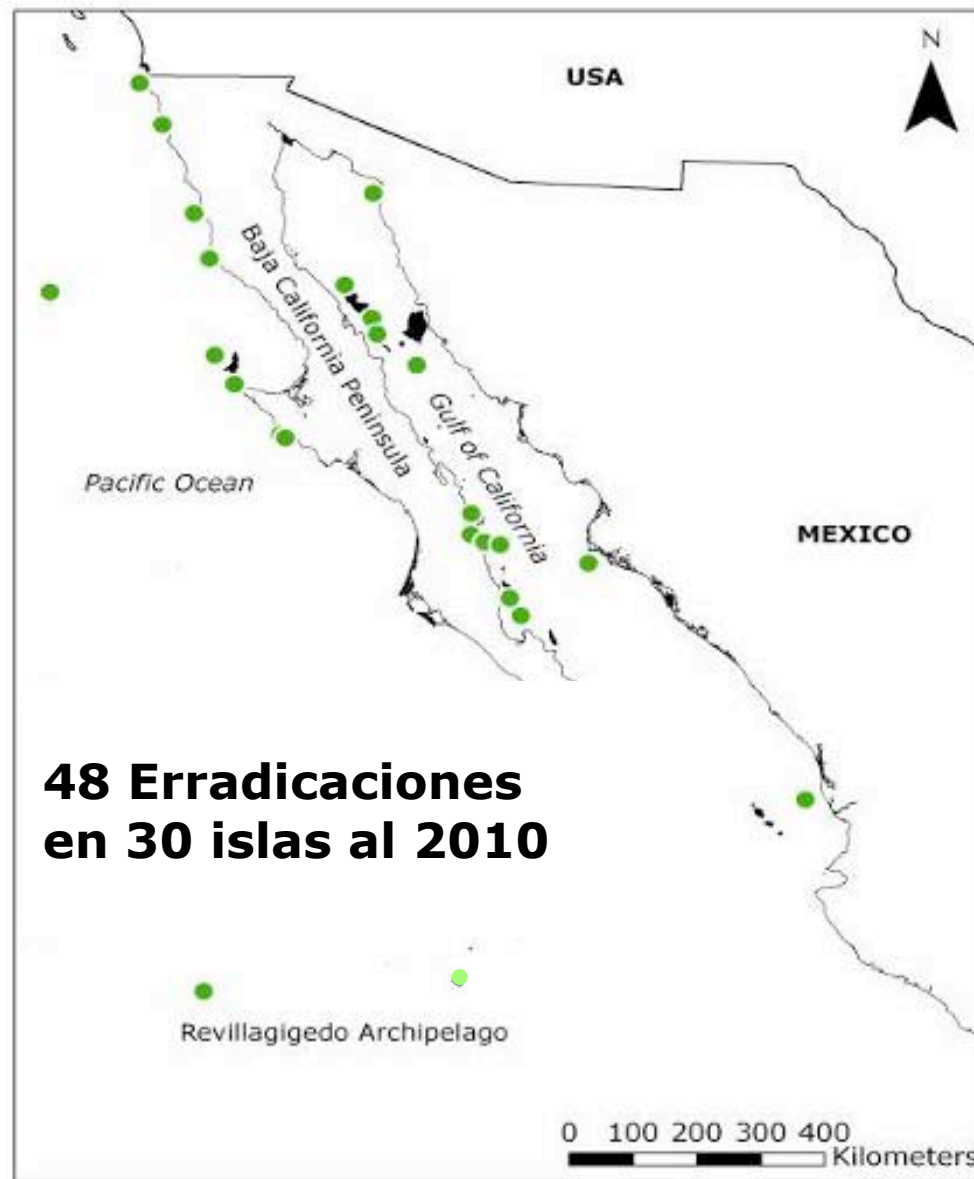 N
USA
Baja California Peninsula
Gulf of California
Pacific Ocean
MEXICO
48 Erradicaciones
en 30 islas al 2010
Revillagigedo Archipelago
0 100 200 300 400
Kilometers